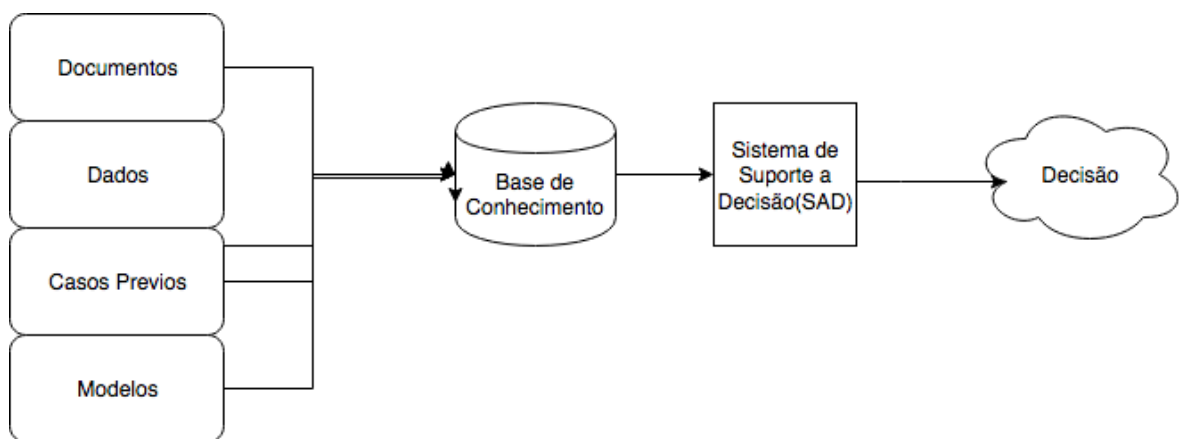 Documentos
Dados
Casos Previos
Modelos
Base de
Conhecimento
Sistema de
Suporte a
Decisão(SAD)
Decisão